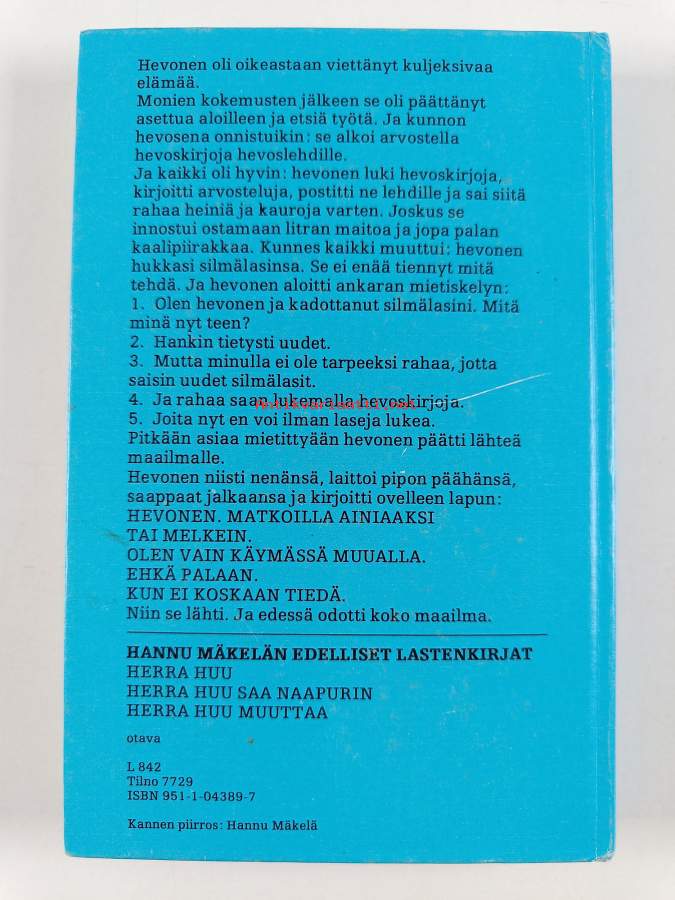 Hevonen oli oikeastaan viettänyt kuljeksivaa
elämää.
Monien kokemusten jälkeen se oli päättänyt
asettua aloilleen ja etsiä työtä. Ja kunnon
hevosena onnistuikin: se alkoi arvostella
hevoskirjoja hevoslehdille.
Ja kaikki oli hyvin: hevonen luki hevoskirjoja,
kirjoitti arvosteluja, postitti ne lehdille ja sai siitä
rahaa heiniä ja kauroja varten. Joskus se
innostui ostamaan litran maitoa ja jopa palan
kaalipiirakkaa. Kunnes kaikki muuttui: hevonen
hukkasi silmälasinsa. Se ei enää tiennyt mitä
tehdä. Ja hevonen aloitti ankaran mietiskelyn:
1. Olen hevonen ja kadottanut silmälasini. Mitä
minä nyt teen?
2. Hankin tietysti uudet.
3. Mutta minulla ei ole tarpeeksi rahaa, jotta
saisin uudet silmälasit.
4. Ja rahaa saan lukemalla hevoskirjoja.
5. Joita nyt en voi ilman laseja lukea.
Pitkään asiaa mietittyään hevonen päätti lähteä
maailmalle.
Hevonen niisti nenänsä, laittoi pipon päähänsä,
saappaat jalkaansa ja kirjoitti ovelleen lapun:
HEVONEN. MATKOILLA AINIAAKSI
TAI MELKEIN.
OLEN VAIN KÄYMÄSSÄ MUUALLA.
EHKÄ PALAAN.
KUN EI KOSKAAN TIEDÄ.
Niin se lähti. Ja edessä odotti koko maailma.
HANNU MÄKELÄN EDELLISET LASTENKIRJAT
HERRA HUU
HERRA HUU SAA NAAPURIN
HERRA HUU MUUTTAA
otava
L 842
Tilno 7729
ISBN 951-1-04389-7
Kannen piirros: Hannu Mäkelä